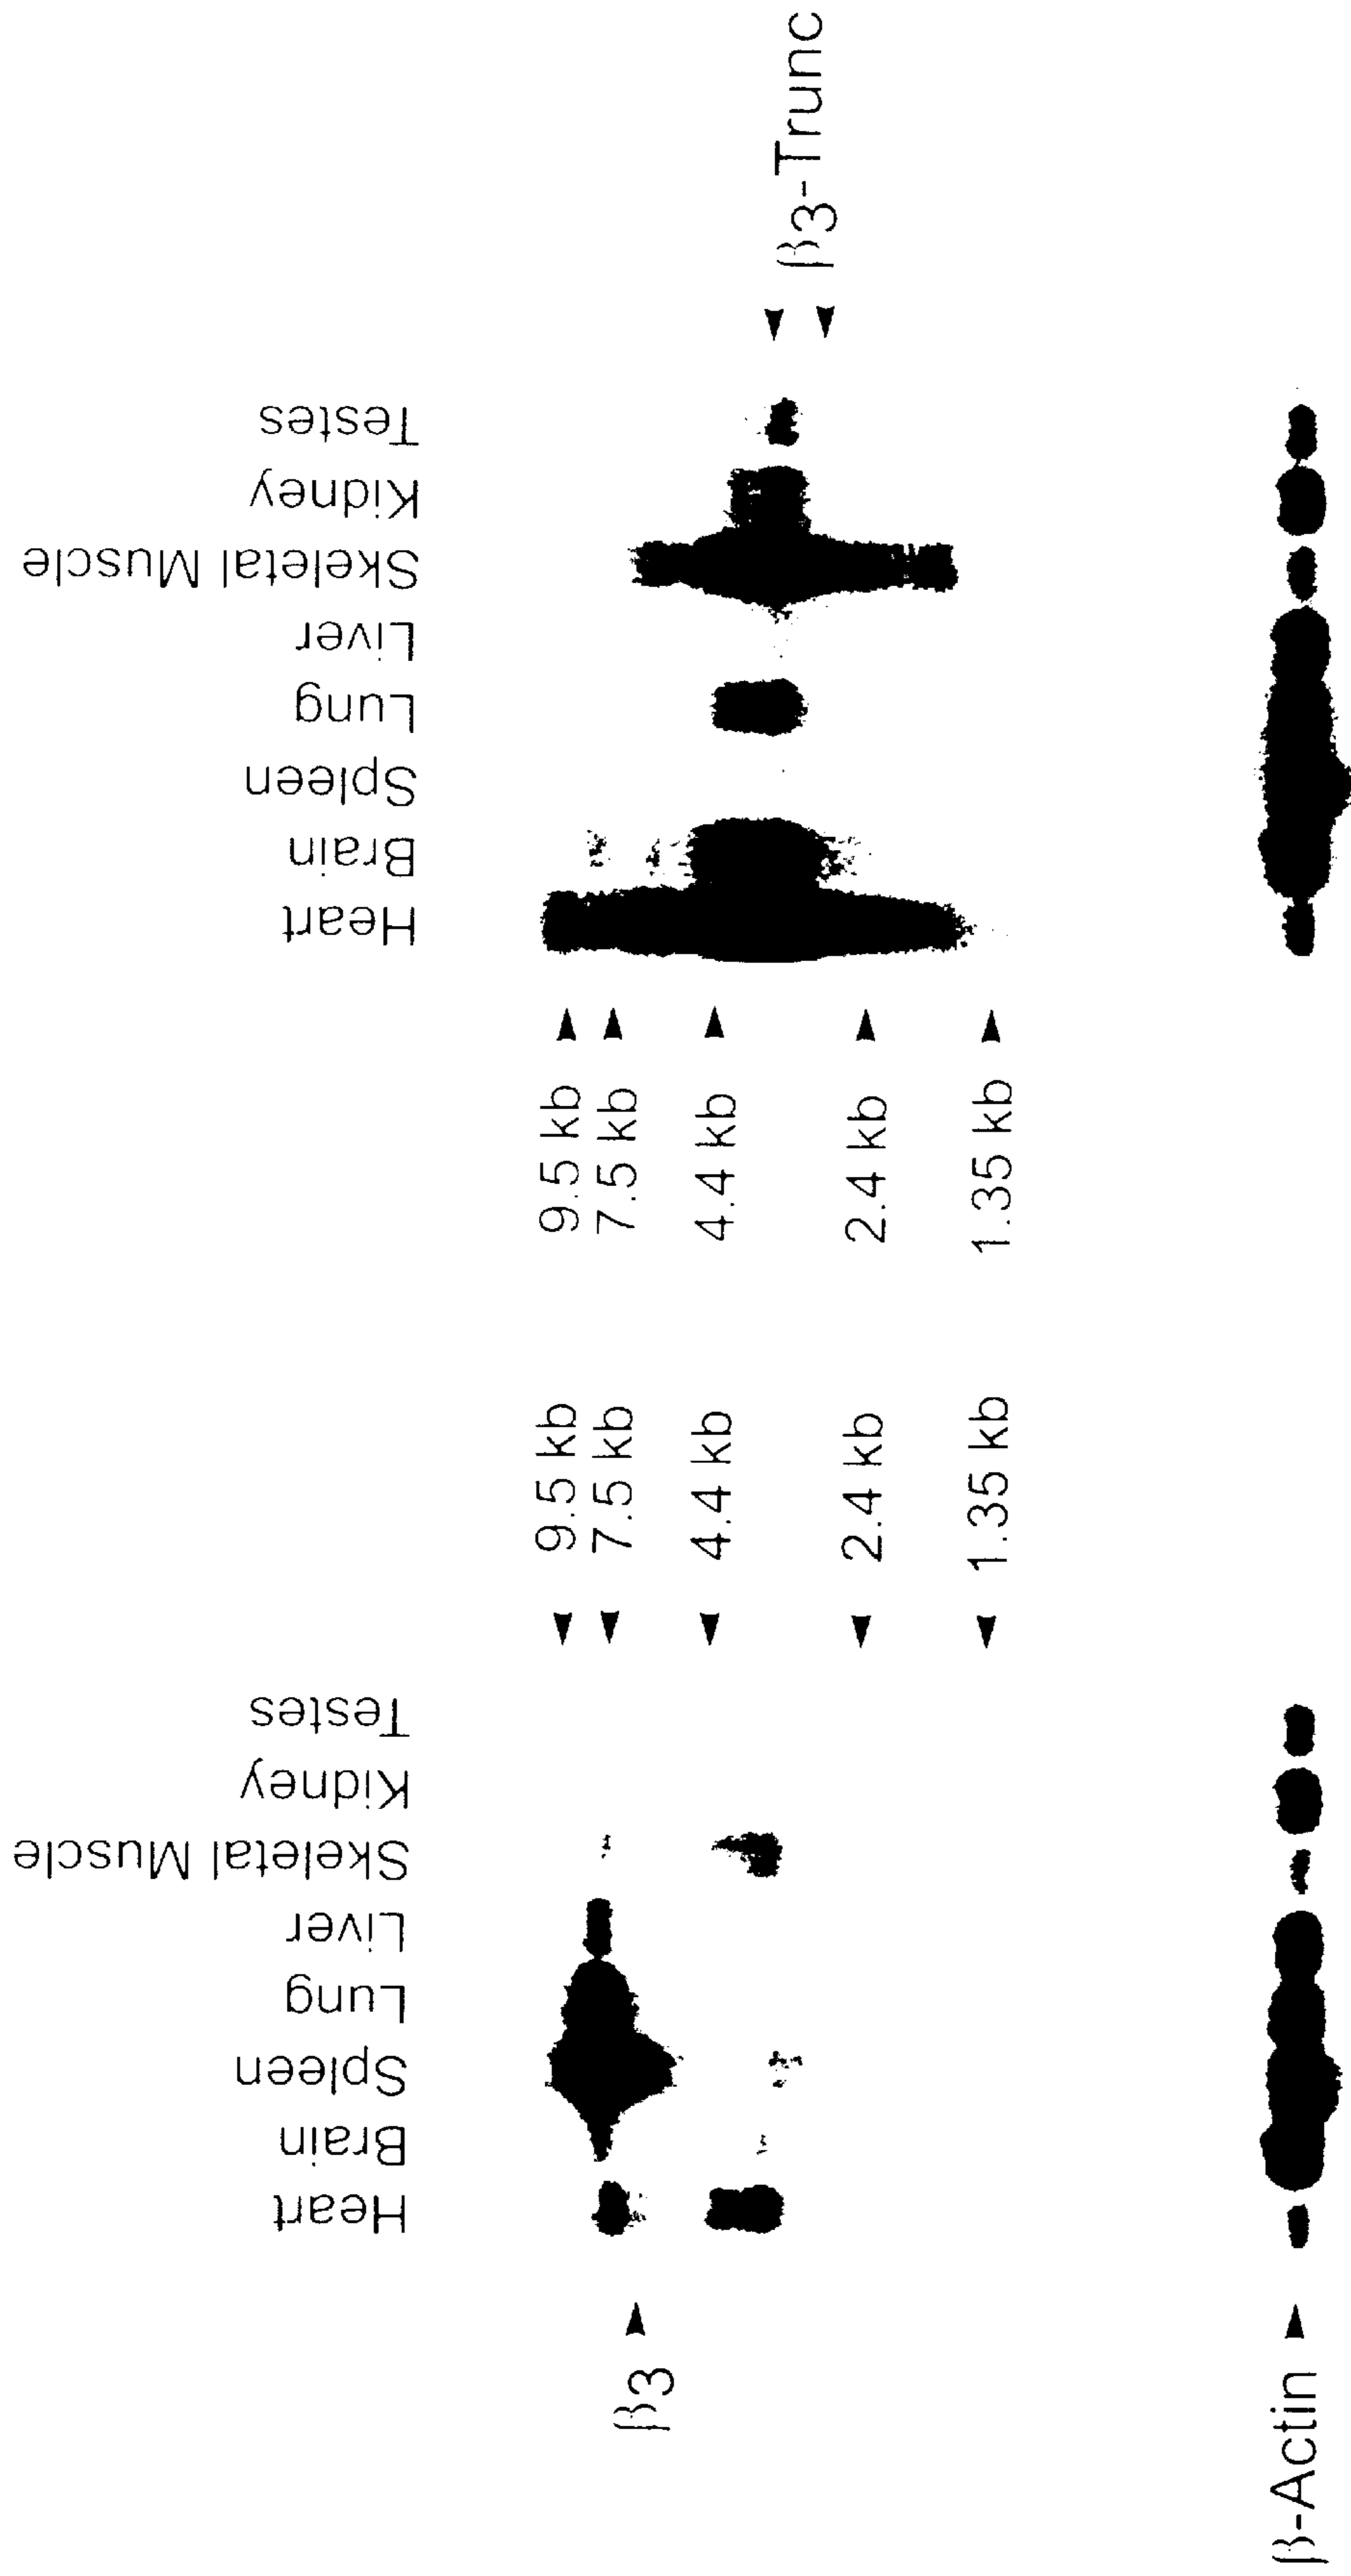 Heart
Brain
Spleen
Lung
Liver
Skeletal Muscle
Kidney
Testes
β3
9.5 kb
7.5 kb
4.4 kb
2.4 kb
1.35 kb
β-Actin
Heart
Brain
Spleen
Lung
Liver
Skeletal Muscle
Kidney
Testes
9.5 kb
7.5 kb
4.4 kb
2.4 kb
1.35 kb
β3-Trunc